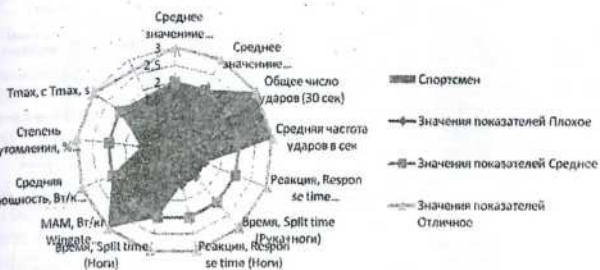 Среднее
значение...
Среднее
значение...
Общее число
ударов (30 сек)
Средняя частота
ударов в сек
Реакция, Respon
se time...
Время, Split time
(Рука+ноги)
Реакция, Respon
se time (Ноги)
Время, Split time
(Ноги)
МАМ, Вт/кг
Wingate...
Средняя
мощность, Вт/к...
Степень
утомления, %...
Tmax, с Tmax, s
3
2,5
2
Спортсмен
Значения показателей Плохое
Значения показателей Среднее
Значения показателей
Отличное